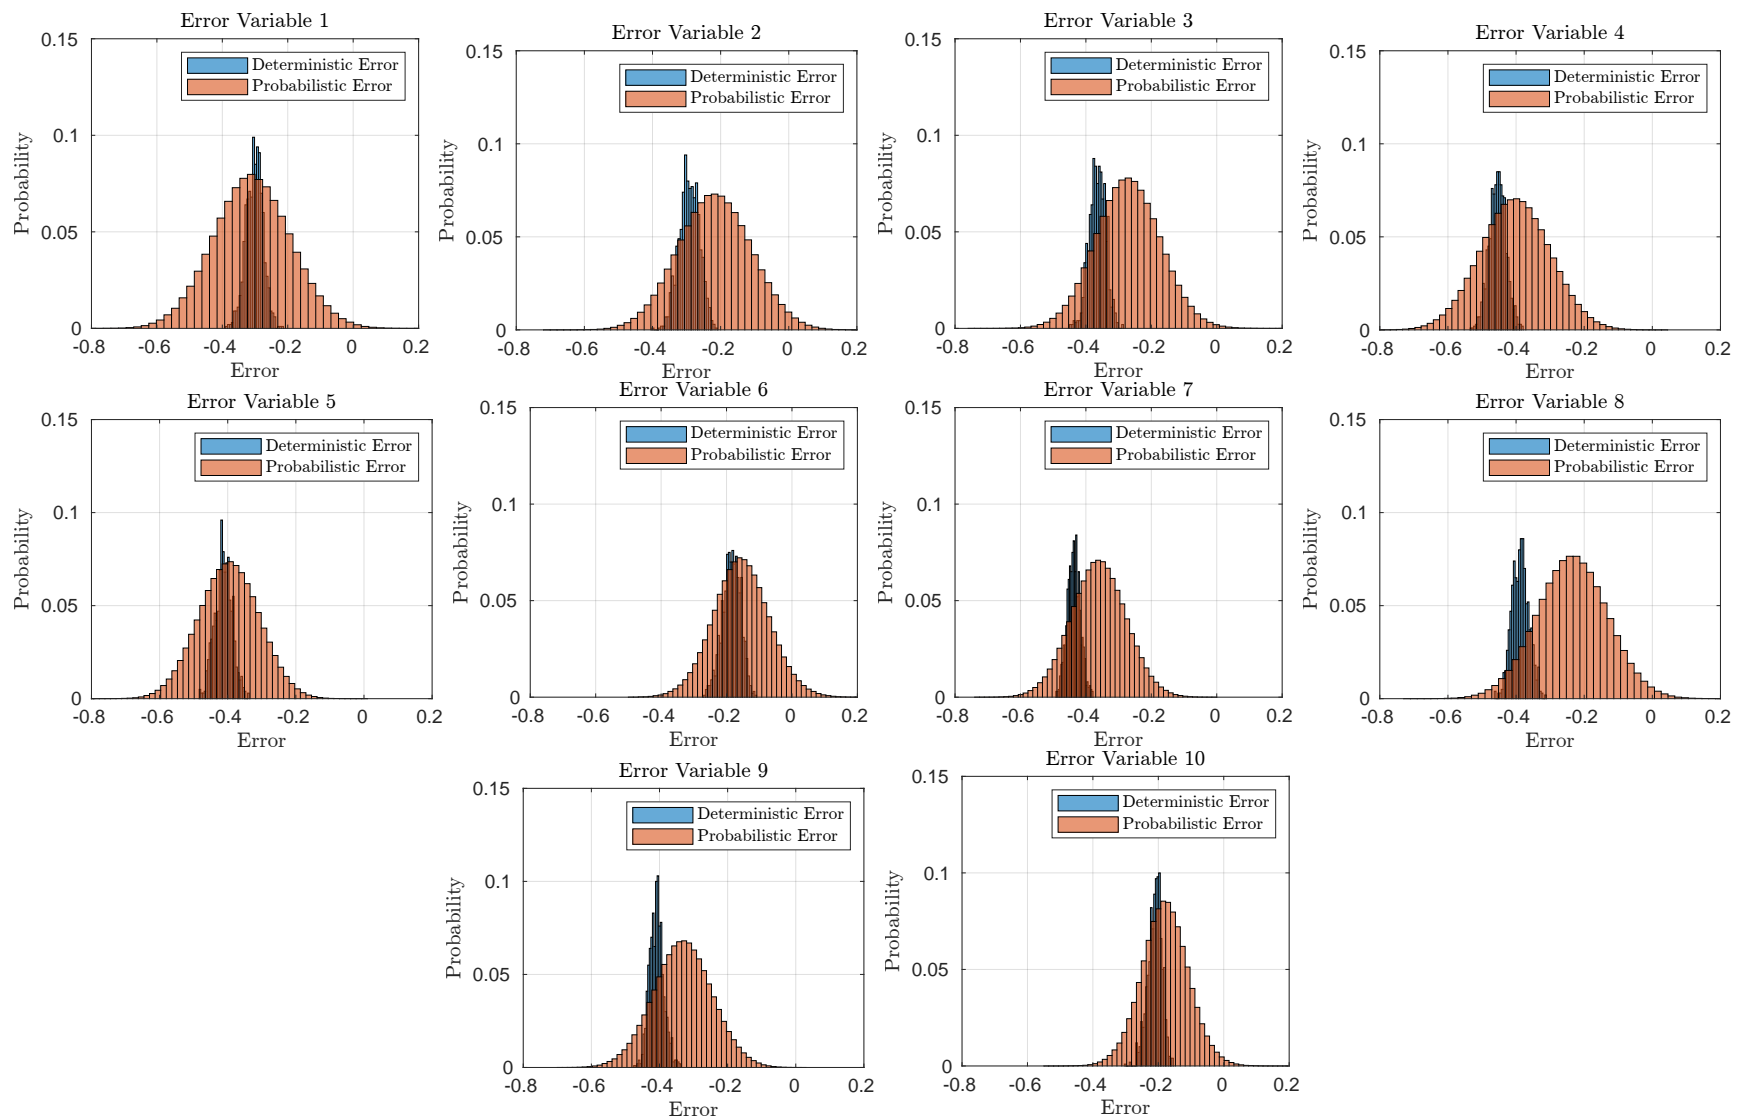 Error Variable 1
0.15
0.1
0.05
0
Probability
Deterministic Error
Probabilistic Error
-0.8 -0.6 -0.4 -0.2 0 0.2
Error
Error Variable 2
0.15
0.1
0.05
0
Probability
Deterministic Error
Probabilistic Error
-0.8 -0.6 -0.4 -0.2 0 0.2
Error
Error Variable 3
0.15
0.1
0.05
0
Probability
Deterministic Error
Probabilistic Error
-0.8 -0.6 -0.4 -0.2 0 0.2
Error
Error Variable 4
0.15
0.1
0.05
0
Probability
Deterministic Error
Probabilistic Error
-0.8 -0.6 -0.4 -0.2 0 0.2
Error
Error Variable 5
0.15
0.1
0.05
0
Probability
Deterministic Error
Probabilistic Error
-0.8 -0.6 -0.4 -0.2 0 0.2
Error
Error Variable 6
0.15
0.1
0.05
0
Probability
Deterministic Error
Probabilistic Error
-0.8 -0.6 -0.4 -0.2 0 0.2
Error
Error Variable 7
0.15
0.1
0.05
0
Probability
Deterministic Error
Probabilistic Error
-0.8 -0.6 -0.4 -0.2 0 0.2
Error
Error Variable 8
0.15
0.1
0.05
0
Probability
Deterministic Error
Probabilistic Error
-0.8 -0.6 -0.4 -0.2 0 0.2
Error
Error Variable 9
0.15
0.1
0.05
0
Probability
Deterministic Error
Probabilistic Error
-0.8 -0.6 -0.4 -0.2 0 0.2
Error
Error Variable 10
0.15
0.1
0.05
0
Probability
Deterministic Error
Probabilistic Error
-0.8 -0.6 -0.4 -0.2 0 0.2
Error